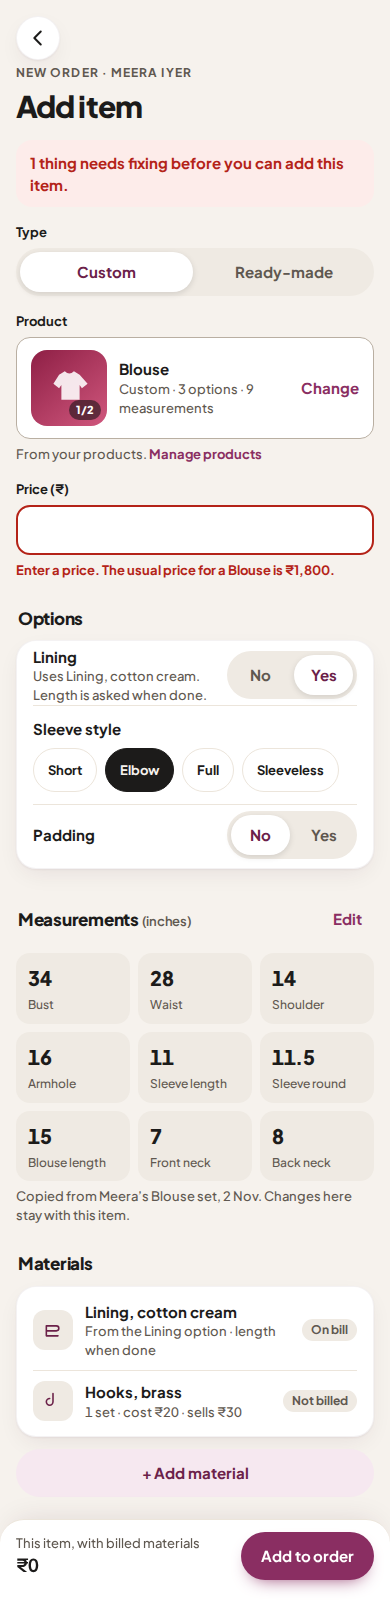 NEW ORDER · MEERA IYER
Add item
1 thing needs fixing before you can add this
item.
Type
Custom
Ready-made
Product
Blouse
Custom · 3 options · 9
measurements
1/2
Change
From your products. Manage products
Price (₹)
Enter a price. The usual price for a Blouse is ₹1,800.
Options
Lining
Uses Lining, cotton cream.
Length is asked when done.
No
Yes
Sleeve style
Short
Elbow
Full
Sleeveless
Padding
No
Yes
Measurements (inches)
Edit
34
Bust
28
Waist
14
Shoulder
16
Armhole
11
Sleeve length
11.5
Sleeve round
15
Blouse length
7
Front neck
8
Back neck
Copied from Meera's Blouse set, 2 Nov. Changes here
stay with this item.
Materials
Lining, cotton cream
From the Lining option · length
when done
On bill
Hooks, brass
1 set · cost ₹20 · sells ₹30
Not billed
+ Add material
This item, with billed materials
₹0
Add to order